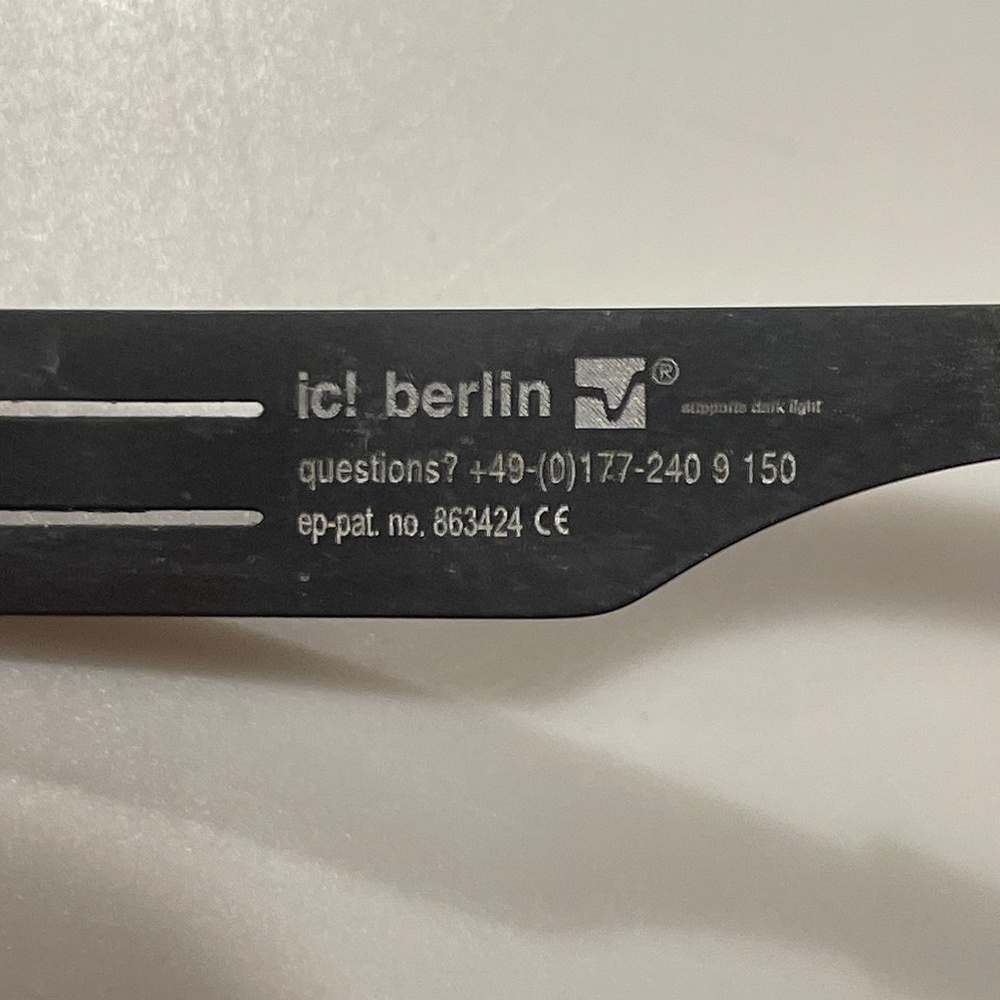 ic! berlin ® supports dark light
questions? +49-(0)177-240 9 150
ep-pat. no. 863424 CE